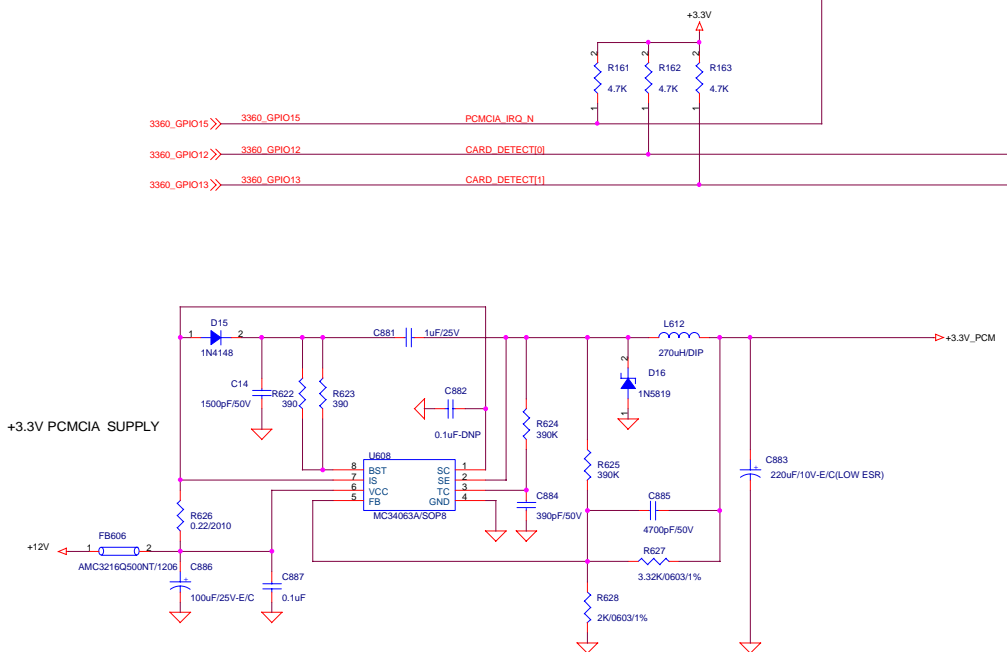 +3.3V
2 2 2
R161 R162 R163
4.7K 4.7K 4.7K
1 1 1
3360_GPIO15 3360_GPIO15 PCMCIA_IRQ_N
3360_GPIO12 3360_GPIO12 CARD_DETECT[0]
3360_GPIO13 3360_GPIO13 CARD_DETECT[1]
D15
1 2
1N4148
C881 1uF/25V
L612
270uH/DIP
+3.3V_PCM
2
D16
1N5819
1
C14
1500pF/50V
R622
390
R623
390
C882
0.1uF-DNP
R624
390K
+3.3V PCMCIA SUPPLY
U608
8 BST SC 1
7 IS SE 2
6 VCC TC 3
5 FB GND 4
MC34063A/SOP8
R625
390K
C883
+
220uF/10V-E/C(LOW ESR)
C884
390pF/50V
C885
4700pF/50V
R626
0.22/2010
FB606
+12V 1 2
AMC3216Q500NT/1206
C886
+
100uF/25V-E/C
C887
0.1uF
R627
3.32K/0603/1%
R628
2K/0603/1%